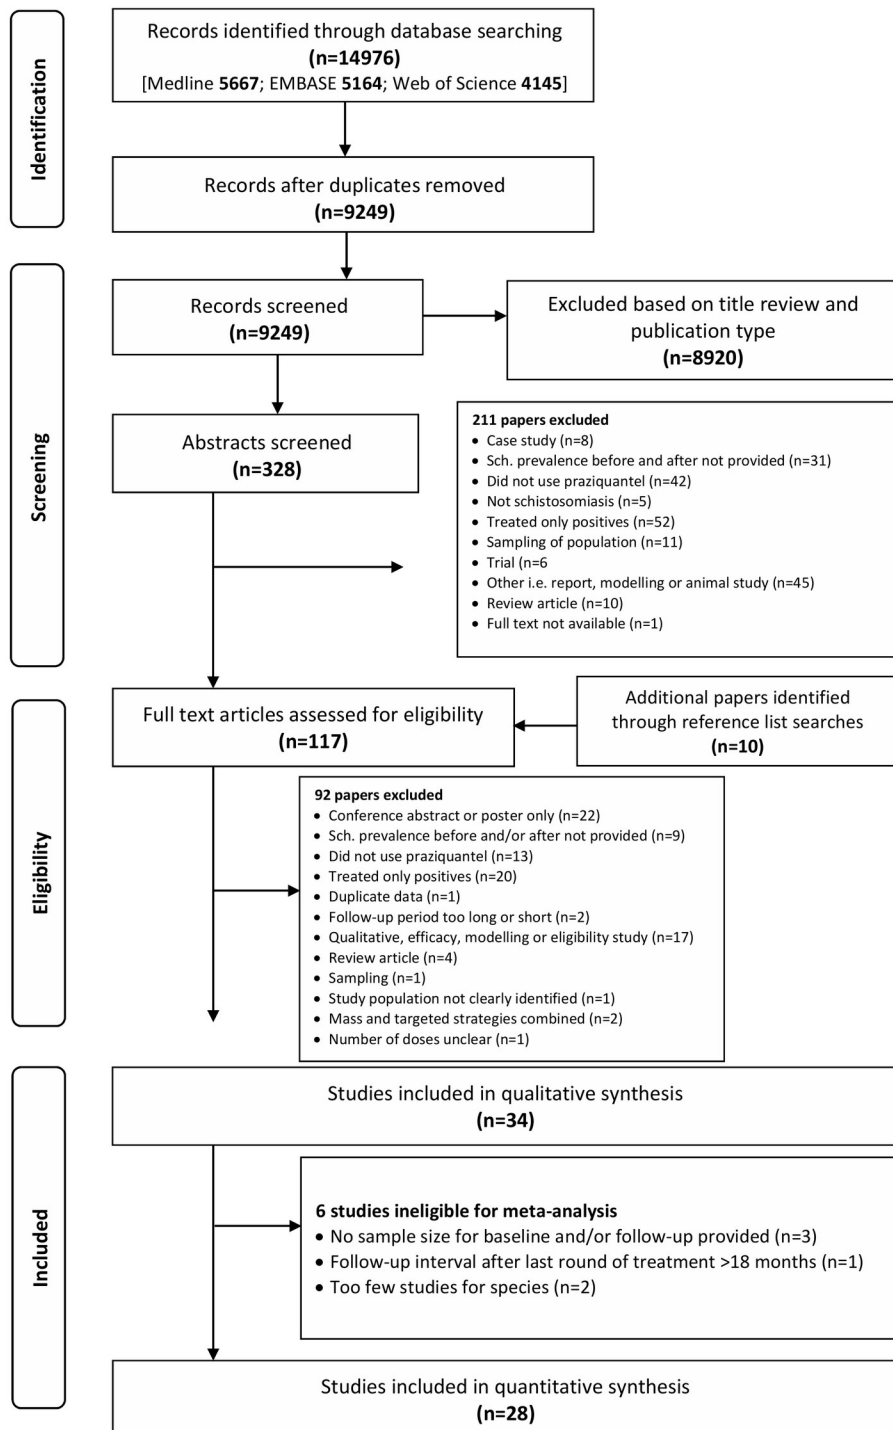 Identification
Records identified through database searching
(n=14976)
[Medline 5667; EMBASE 5164; Web of Science 4145]
Records after duplicates removed
(n=9249)
Screening
Records screened
(n=9249)
Excluded based on title review and
publication type
(n=8920)
Abstracts screened
(n=328)
211 papers excluded
• Case study (n=8)
• Sch. prevalence before and after not provided (n=31)
• Did not use praziquantel (n=42)
• Not schistosomiasis (n=5)
• Treated only positives (n=52)
• Sampling of population (n=11)
• Trial (n=6
• Other i.e. report, modelling or animal study (n=45)
• Review article (n=10)
• Full text not available (n=1)
Eligibility
Full text articles assessed for eligibility
(n=117)
Additional papers identified
through reference list searches
(n=10)
92 papers excluded
• Conference abstract or poster only (n=22)
• Sch. prevalence before and/or after not provided (n=9)
• Did not use praziquantel (n=13)
• Treated only positives (n=20)
• Duplicate data (n=1)
• Follow-up period too long or short (n=2)
• Qualitative, efficacy, modelling or eligibility study (n=17)
• Review article (n=4)
• Sampling (n=1)
• Study population not clearly identified (n=1)
• Mass and targeted strategies combined (n=2)
• Number of doses unclear (n=1)
Included
Studies included in qualitative synthesis
(n=34)
6 studies ineligible for meta-analysis
• No sample size for baseline and/or follow-up provided (n=3)
• Follow-up interval after last round of treatment >18 months (n=1)
• Too few studies for species (n=2)
Studies included in quantitative synthesis
(n=28)